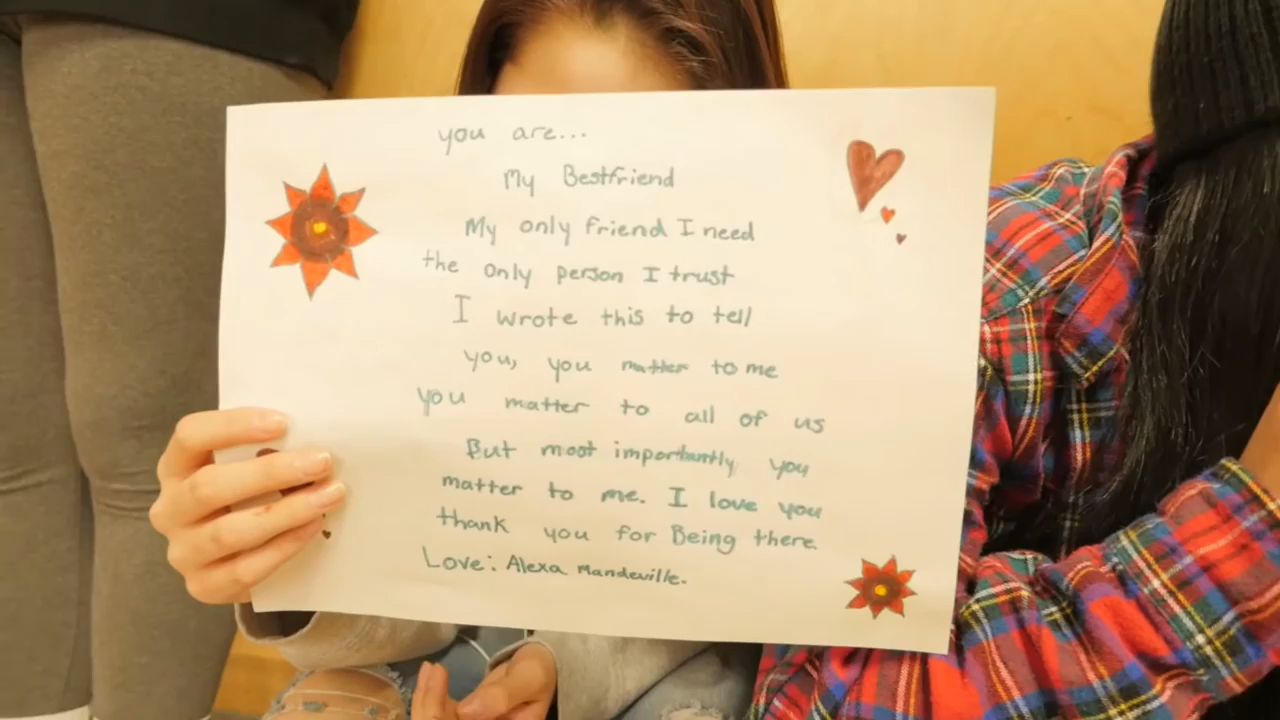 you are...
My Bestfriend
My only friend I need
the only person I trust
I wrote this to tell
you, you matter to me
you matter to all of us
But most importantly you
matter to me. I love you
thank you for Being there.
Love: Alexa Mandeville.